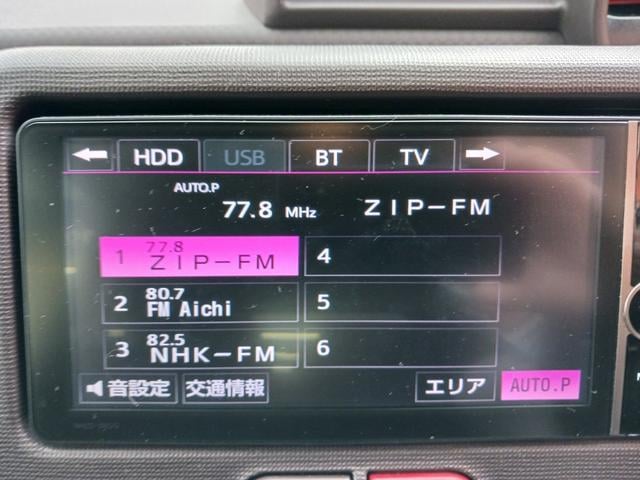 HDD USB BT TV
AUTO.P
77.8 MHz ZIP-FM
1 77.8 ZIP-FM
4
2 80.7 FM Aichi
5
3 82.5 NHK-FM
6
音設定 交通情報 エリア AUTO.P